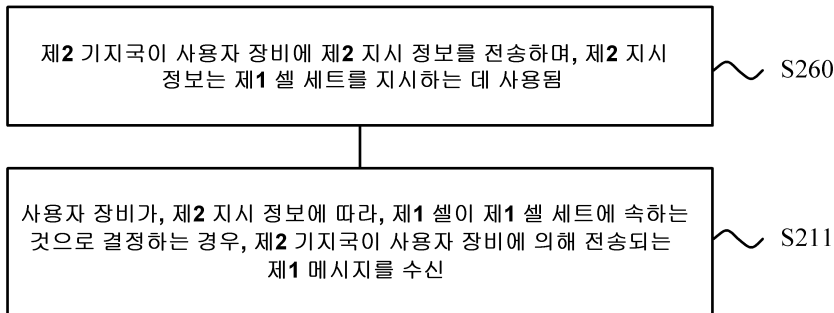 제2 기지국이 사용자 장비에 제2 지시 정보를 전송하며, 제2 지시
정보는 제1 셀 세트를 지시하는 데 사용됨
S260
사용자 장비가, 제2 지시 정보에 따라, 제1 셀이 제1 셀 세트에 속하는
것으로 결정하는 경우, 제2 기지국이 사용자 장비에 의해 전송되는
제1 메시지를 수신
S211